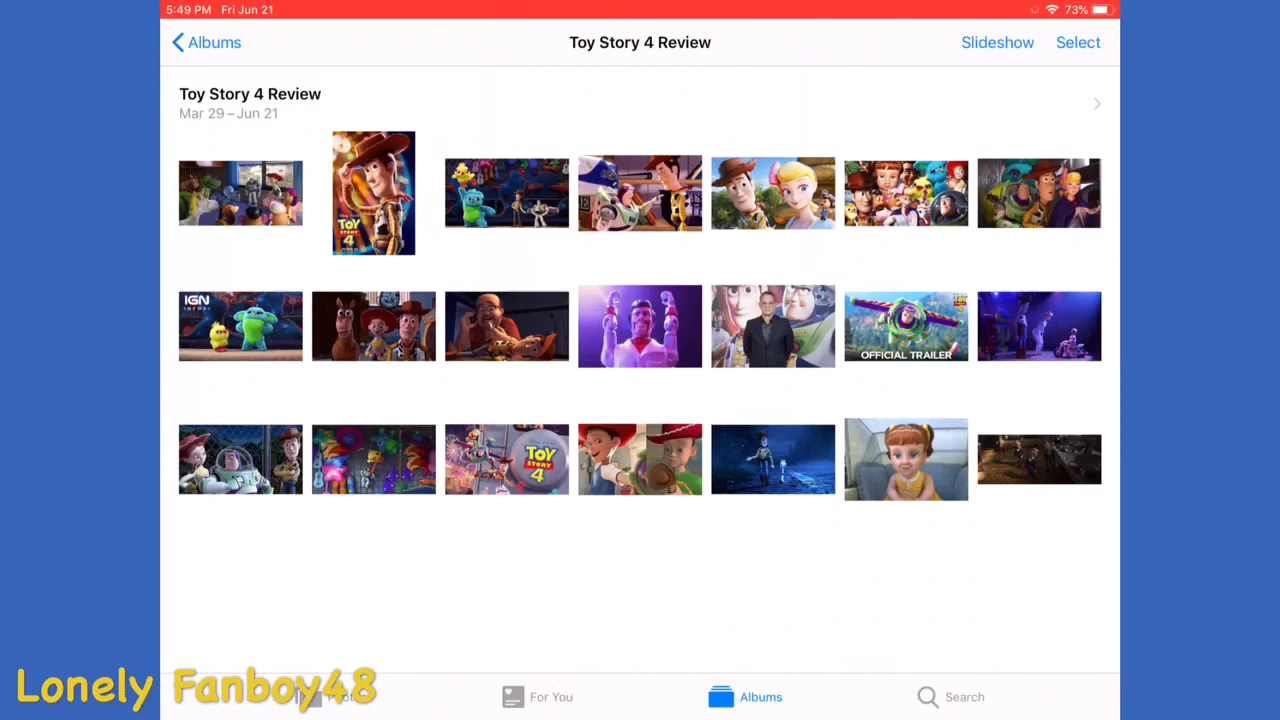 5:49 PM Fri Jun 21 73%
Albums Toy Story 4 Review Slideshow Select
Toy Story 4 Review
Mar 29 – Jun 21
TOY STORY 4
IGN
NEWS
OFFICIAL TRAILER
TOY STORY 4
Lonely Fanboy48
For You Albums Search